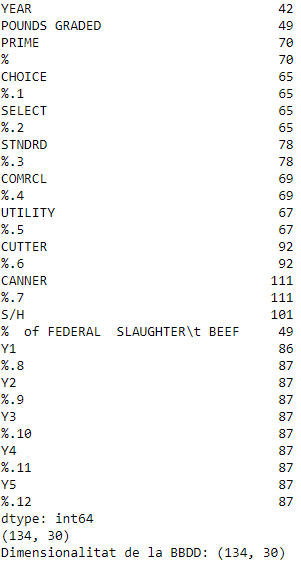 YEAR 42
POUNDS GRADED 49
PRIME 70
% 70
CHOICE 65
%.1 65
SELECT 65
%.2 65
STNDRD 78
%.3 78
COMRCL 69
%.4 69
UTILITY 67
%.5 67
CUTTER 92
%.6 92
CANNER 111
%.7 111
S/H 101
%  of FEDERAL  SLAUGHTER\t BEEF 49
Y1 86
%.8 87
Y2 87
%.9 87
Y3 87
%.10 87
Y4 87
%.11 87
Y5 87
%.12 87
dtype: int64
(134, 30)
Dimensionalitat de la BBDD: (134, 30)